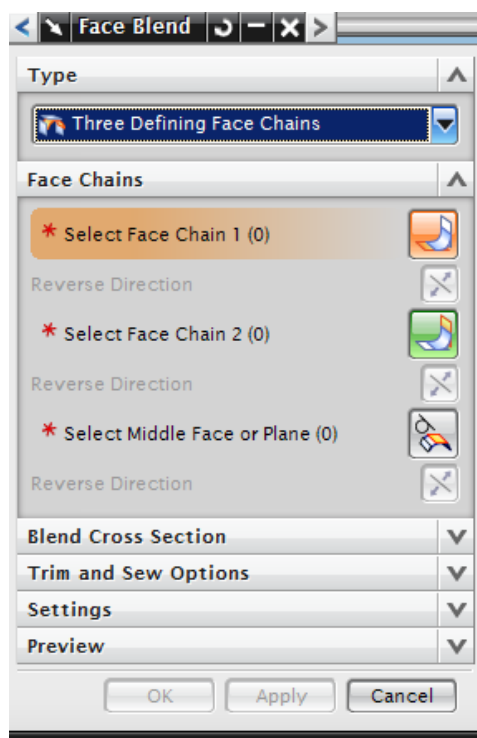 Face Blend
Type
Three Defining Face Chains
Face Chains
* Select Face Chain 1 (0)
Reverse Direction
* Select Face Chain 2 (0)
Reverse Direction
* Select Middle Face or Plane (0)
Reverse Direction
Blend Cross Section
Trim and Sew Options
Settings
Preview
OK Apply Cancel